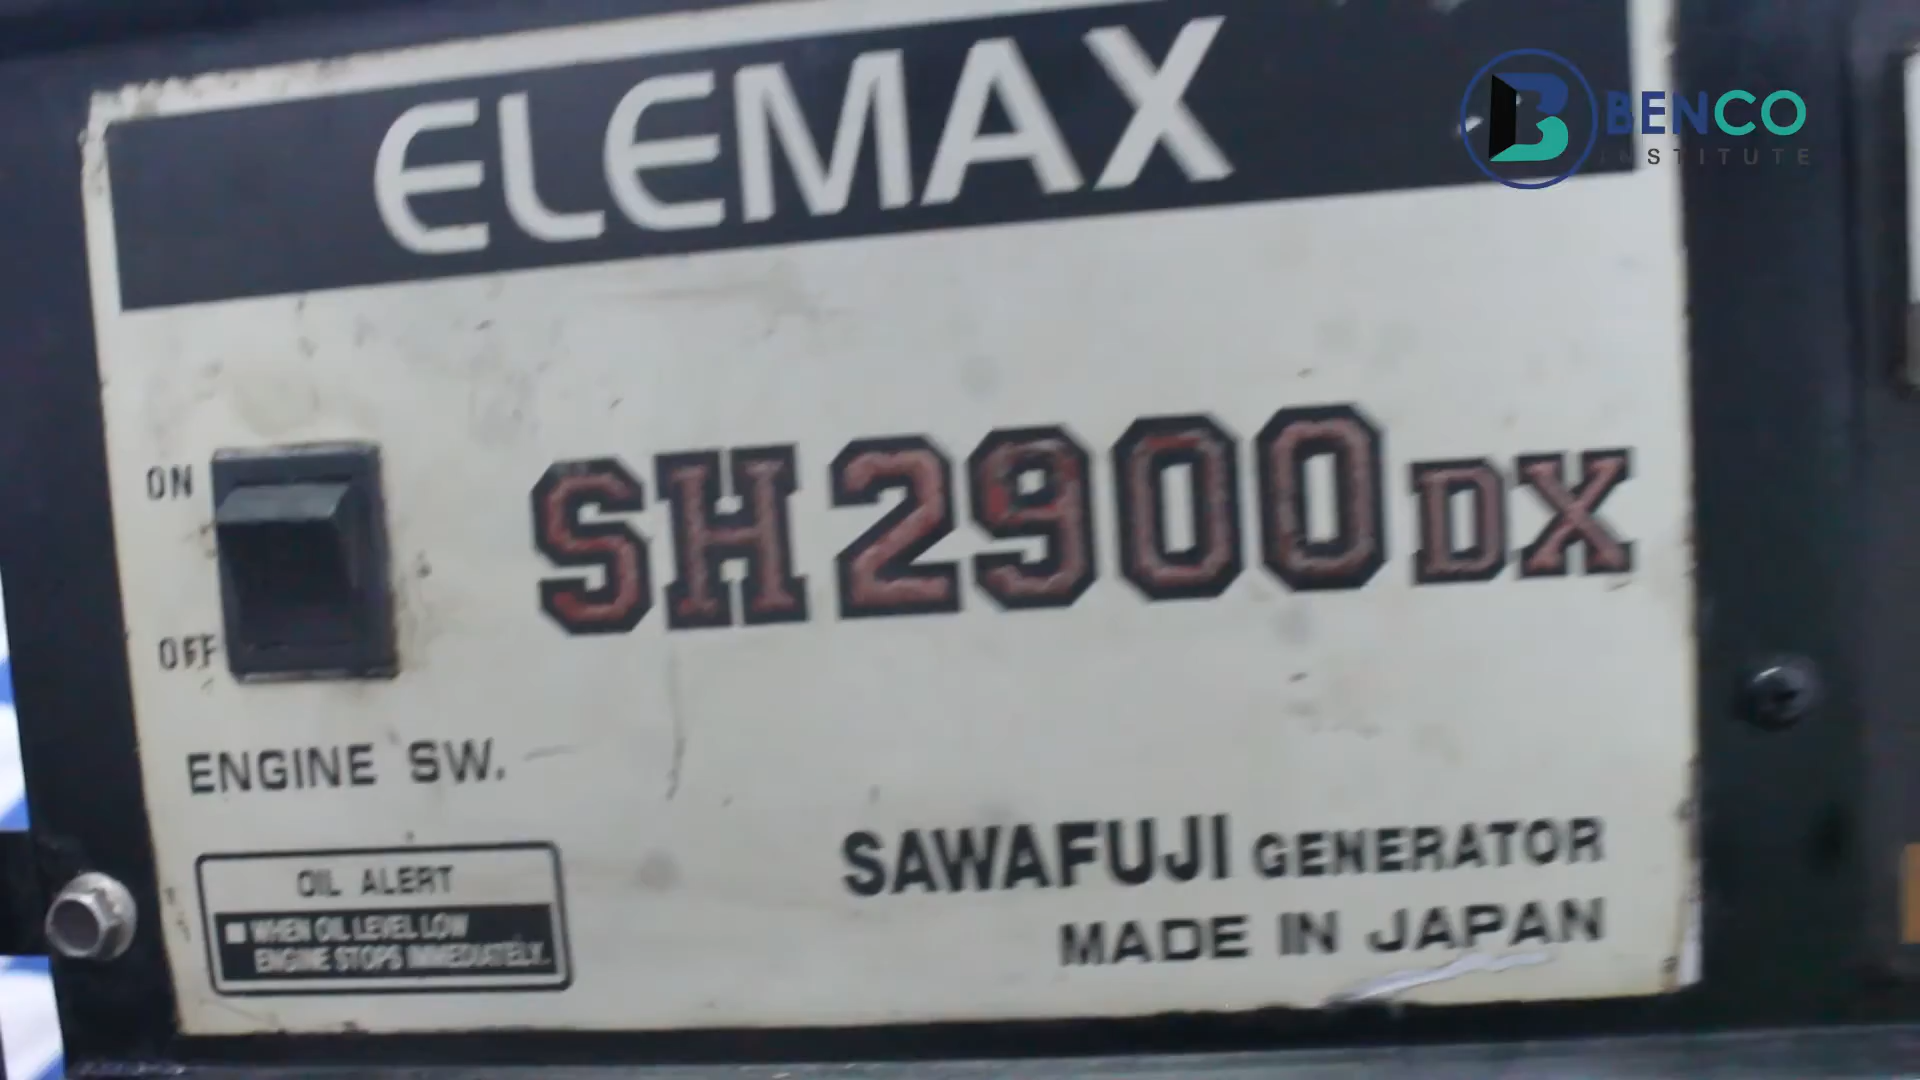 ELEMAX
BENCO
INSTITUTE
ON
SH2900DX
OFF
ENGINE SW.
OIL ALERT
WHEN OIL LEVEL LOW
ENGINE STOPS IMMEDIATELY.
SAWAFUJI GENERATOR
MADE IN JAPAN